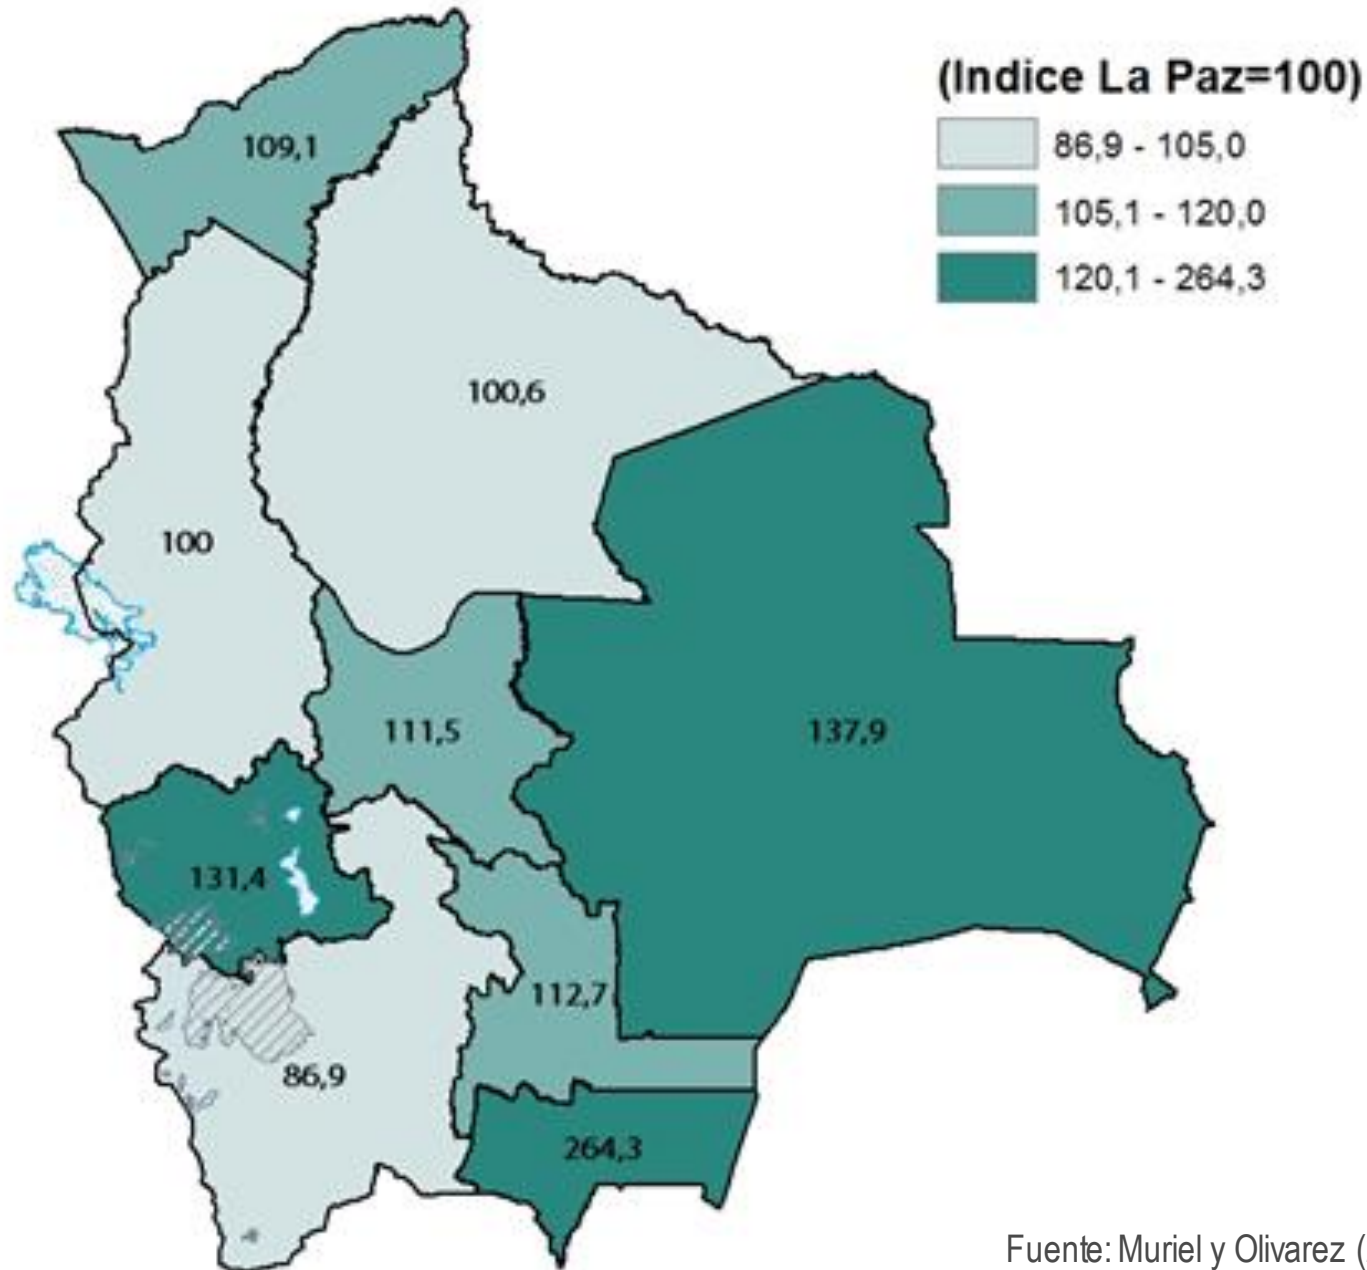 (Indice La Paz=100)
86,9 - 105,0
105,1 - 120,0
120,1 - 264,3
109,1
100,6
100
111,5
137,9
131,4
112,7
86,9
264,3
Fuente: Muriel y Olivarez (